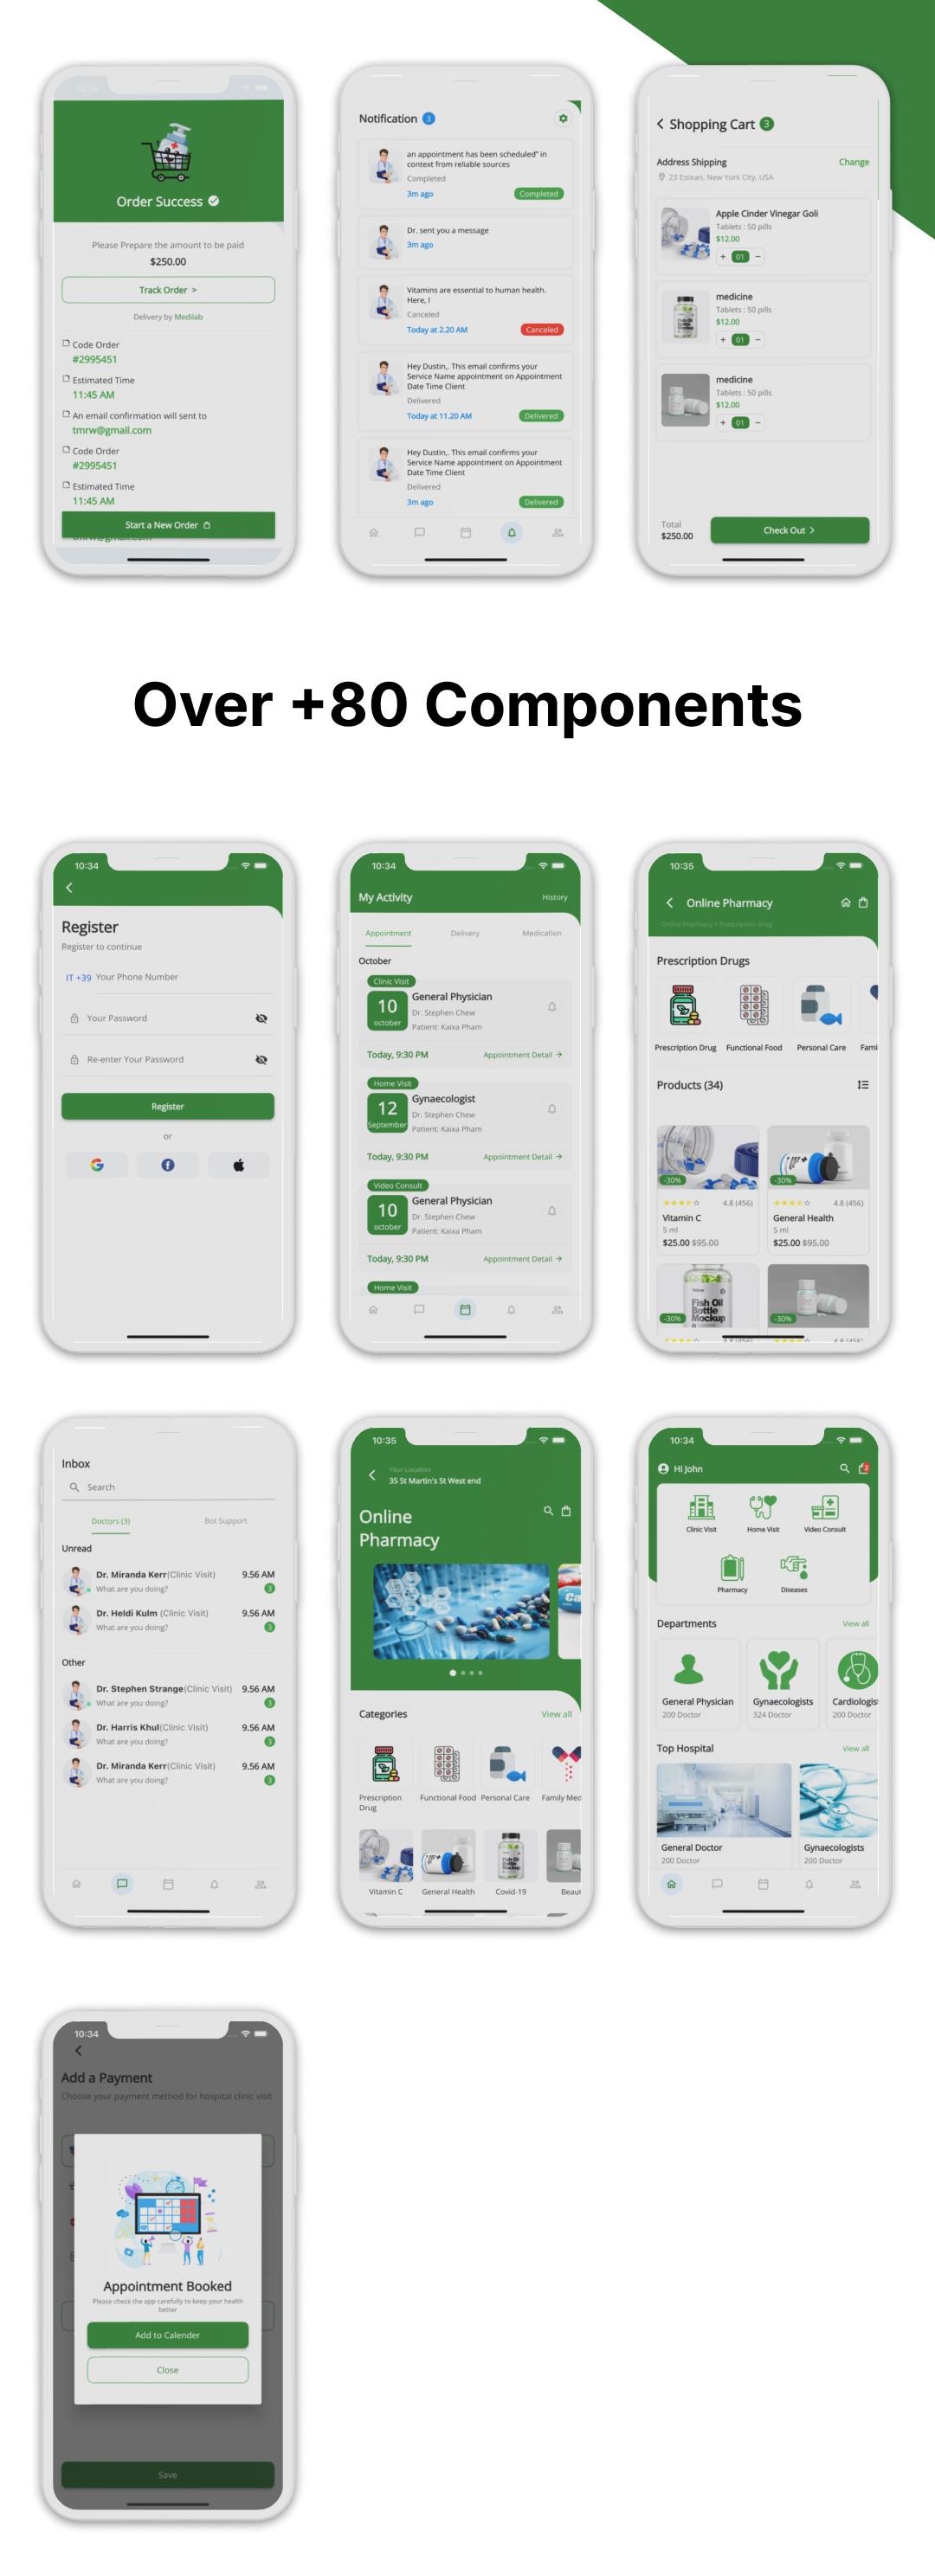 10:35
Order Success
Please Prepare the amount to be paid
$250.00
Track Order >
Delivery by Medilab
Code Order
#2995451
Estimated Time
11:45 AM
An email confirmation will sent to
tmrw@gmail.com
Code Order
#2995451
Estimated Time
11:45 AM
Start a New Order
tmrw@gmail.com
Notification 3
an appointment has been scheduled" in
context from reliable sources
Completed
3m ago
Completed
Dr. sent you a message
3m ago
Vitamins are essential to human health.
Here, I
Canceled
Today at 2.20 AM
Canceled
Hey Dustin,. This email confirms your
Service Name appointment on Appointment
Date Time Client
Delivered
Today at 11.20 AM
Delivered
Hey Dustin,. This email confirms your
Service Name appointment on Appointment
Date Time Client
Delivered
3m ago
Delivered
Shopping Cart 3
Address Shipping
Change
23 Estean, New York City, USA
Apple Cinder Vinegar Goli
Tablets : 50 pills
$12.00
+ 01 −
medicine
Tablets : 50 pills
$12.00
+ 01 −
medicine
Tablets : 50 pills
$12.00
+ 01 −
Total
$250.00
Check Out >
Over +80 Components
10:34
Register
Register to continue
IT +39 Your Phone Number
Your Password
Re-enter Your Password
Register
or
10:34
My Activity
History
Appointment
Delivery
Medication
October
Clinic Visit
10
october
General Physician
Dr. Stephen Chew
Patient: Kaixa Pham
Today, 9:30 PM
Appointment Detail →
Home Visit
12
September
Gynaecologist
Dr. Stephen Chew
Patient: Kaixa Pham
Today, 9:30 PM
Appointment Detail →
Video Consult
10
october
General Physician
Dr. Stephen Chew
Patient: Kaixa Pham
Today, 9:30 PM
Appointment Detail →
Home Visit
10:35
Online Pharmacy
Online Pharmacy > Prescription Drug
Prescription Drugs
Prescription Drug
Functional Food
Personal Care
Fami
Products (34)
-30%
-30%
4.8 (456)
4.8 (456)
Vitamin C
General Health
5 ml
5 ml
$25.00 $95.00
$25.00 $95.00
Fish Oil
Bottle
Mockup
-30%
-30%
4.8 (456)
4.8 (456)
Inbox
Search
Doctors (3)
Bot Support
Unread
Dr. Miranda Kerr(Clinic Visit)
9.56 AM
What are you doing?
3
Dr. Heldi Kulm (Clinic Visit)
9.56 AM
What are you doing?
3
Other
Dr. Stephen Strange(Clinic Visit)
9.56 AM
What are you doing?
3
Dr. Harris Khul(Clinic Visit)
9.56 AM
What are you doing?
3
Dr. Miranda Kerr(Clinic Visit)
9.56 AM
What are you doing?
3
10:35
Your Location
35 St Martin's St West end
Online
Pharmacy
Categories
View all
Prescription
Drug
Functional Food
Personal Care
Family Med
Vitamin C
General Health
Covid-19
Beaut
10:34
Hi John
2
Clinic Visit
Home Visit
Video Consult
Pharmacy
Diseases
Departments
View all
General Physician
200 Doctor
Gynaecologists
324 Doctor
Cardiologis
200 Doctor
Top Hospital
View all
General Doctor
200 Doctor
Gynaecologists
200 Doctor
10:34
Add a Payment
Choose your payment method for hospital clinic visit
Appointment Booked
Please check the app carefully to keep your health
better
Add to Calender
Close
Save